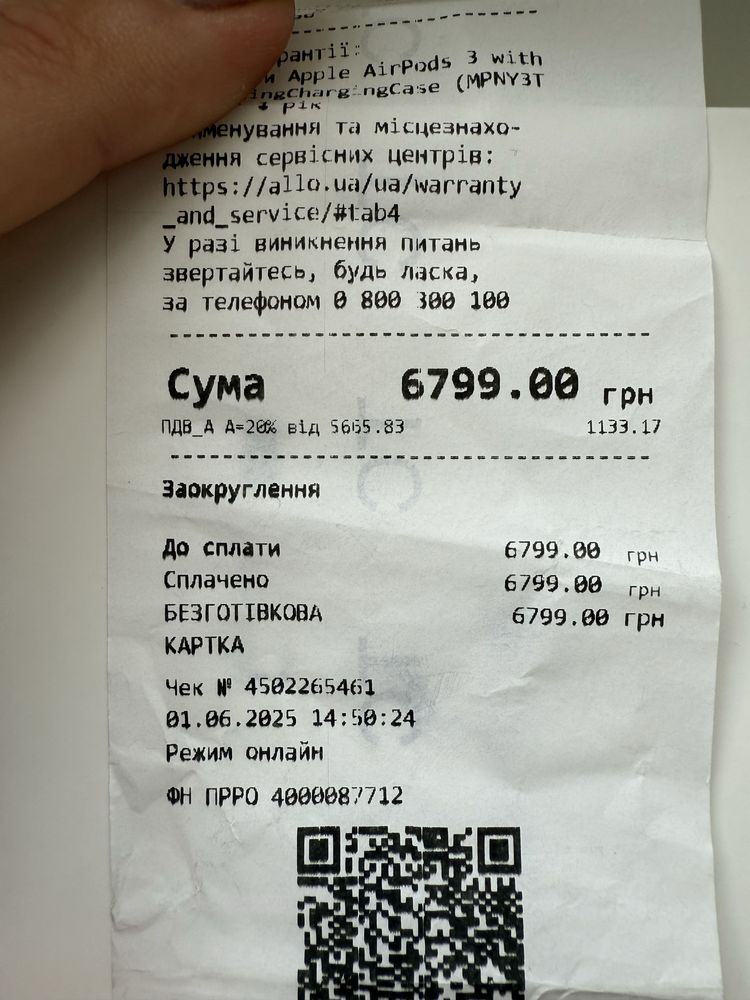 рантії:
и Apple AirPods 3 with
ingChargingCase (MPNY3T
1 рік
менування та місцезнахо-
дження сервісних центрів:
https://allo.ua/ua/warranty
_and_service/#tab4
У разі виникнення питань
звертайтесь, будь ласка,
за телефоном 0 800 300 100
Сума 6799.00 грн
ПДВ_А А=20% від 5665.83 1133.17
Заокруглення
До сплати 6799.00 грн
Сплачено 6799.00 грн
БЕЗГОТІВКОВА 6799.00 грн
КАРТКА
Чек № 4502265461
01.06.2025 14:50:24
Режим онлайн
ФН ПРРО 4000087712